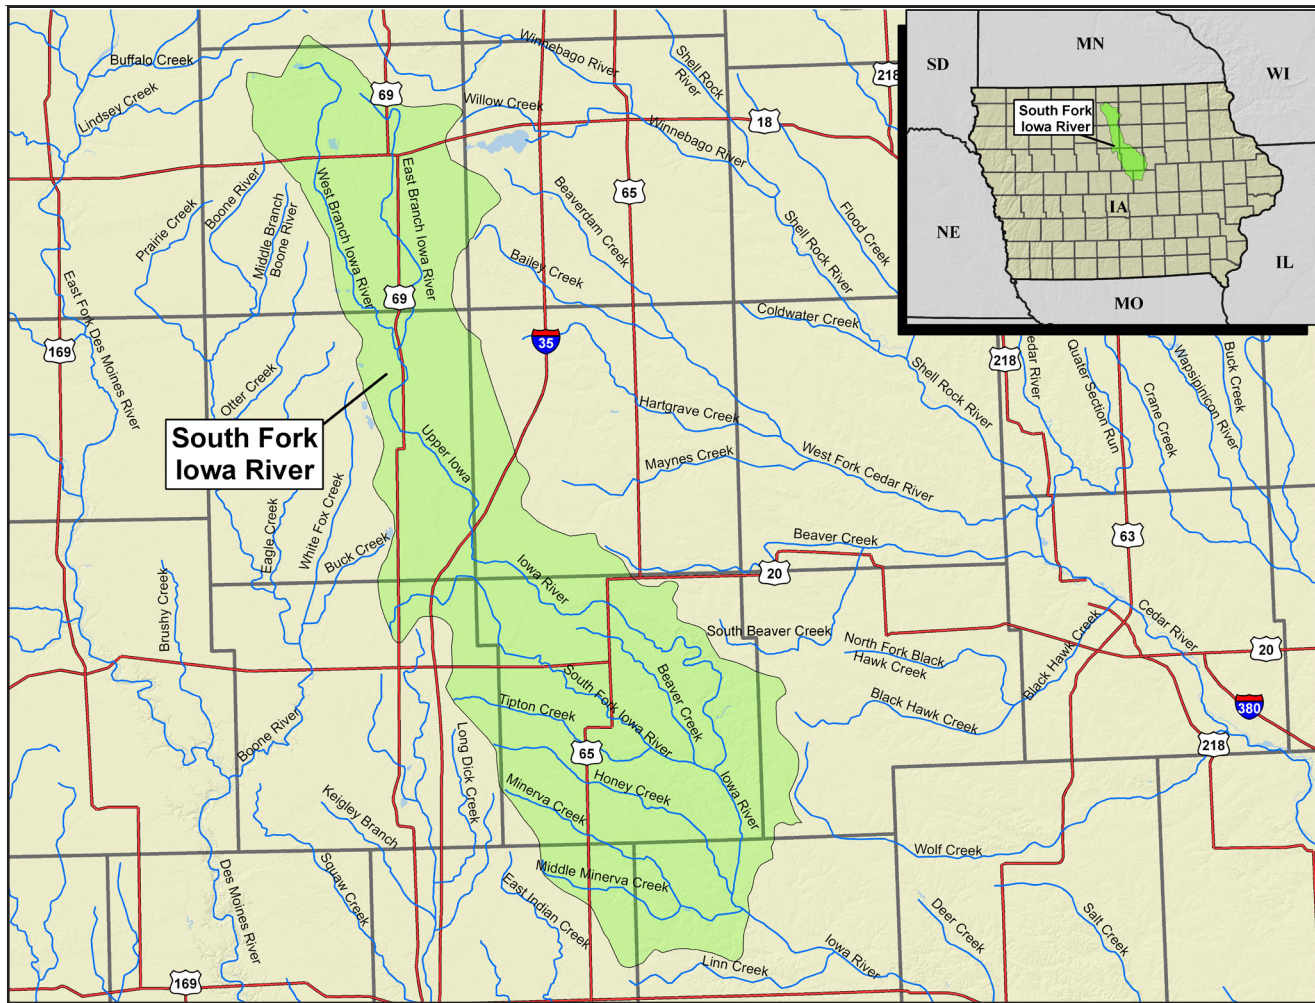 Buffalo Creek
Lindsey Creek
69
Winnebago River
Willow Creek
Shell Rock
River
218
18
Winnebago River
65
MN
SD
WI
South Fork
Iowa River
IA
NE
IL
MO
Prairie Creek
Boone River
Middle Branch
Boone River
West Branch Iowa River
East Branch Iowa River
Beaverdam Creek
Bailey Creek
Shell Rock River
Flood Creek
East Fork Des Moines River
69
169
35
Coldwater Creek
218
edar River
Quater Section Run
Crane Creek
Wapsipinicon River
Buck Creek
Otter Creek
South Fork
Iowa River
Upper Iowa
Hartgrave Creek
Maynes Creek
West Fork Cedar River
Shell Rock River
Eagle Creek
White Fox Creek
Buck Creek
Beaver Creek
63
20
Iowa River
Brushy Creek
South Beaver Creek
North Fork Black
Hawk Creek
Black Hawk Creek
Cedar River
20
Black Hawk Creek
380
218
Boone River
South Fork Iowa River
Beaver Creek
Tipton Creek
65
Long Dick Creek
Honey Creek
Iowa River
Minerva Creek
Keigley Branch
Squaw Creek
Wolf Creek
Middle Minerva Creek
East Indian Creek
Des Moines River
Deer Creek
Salt Creek
Iowa River
Linn Creek
169